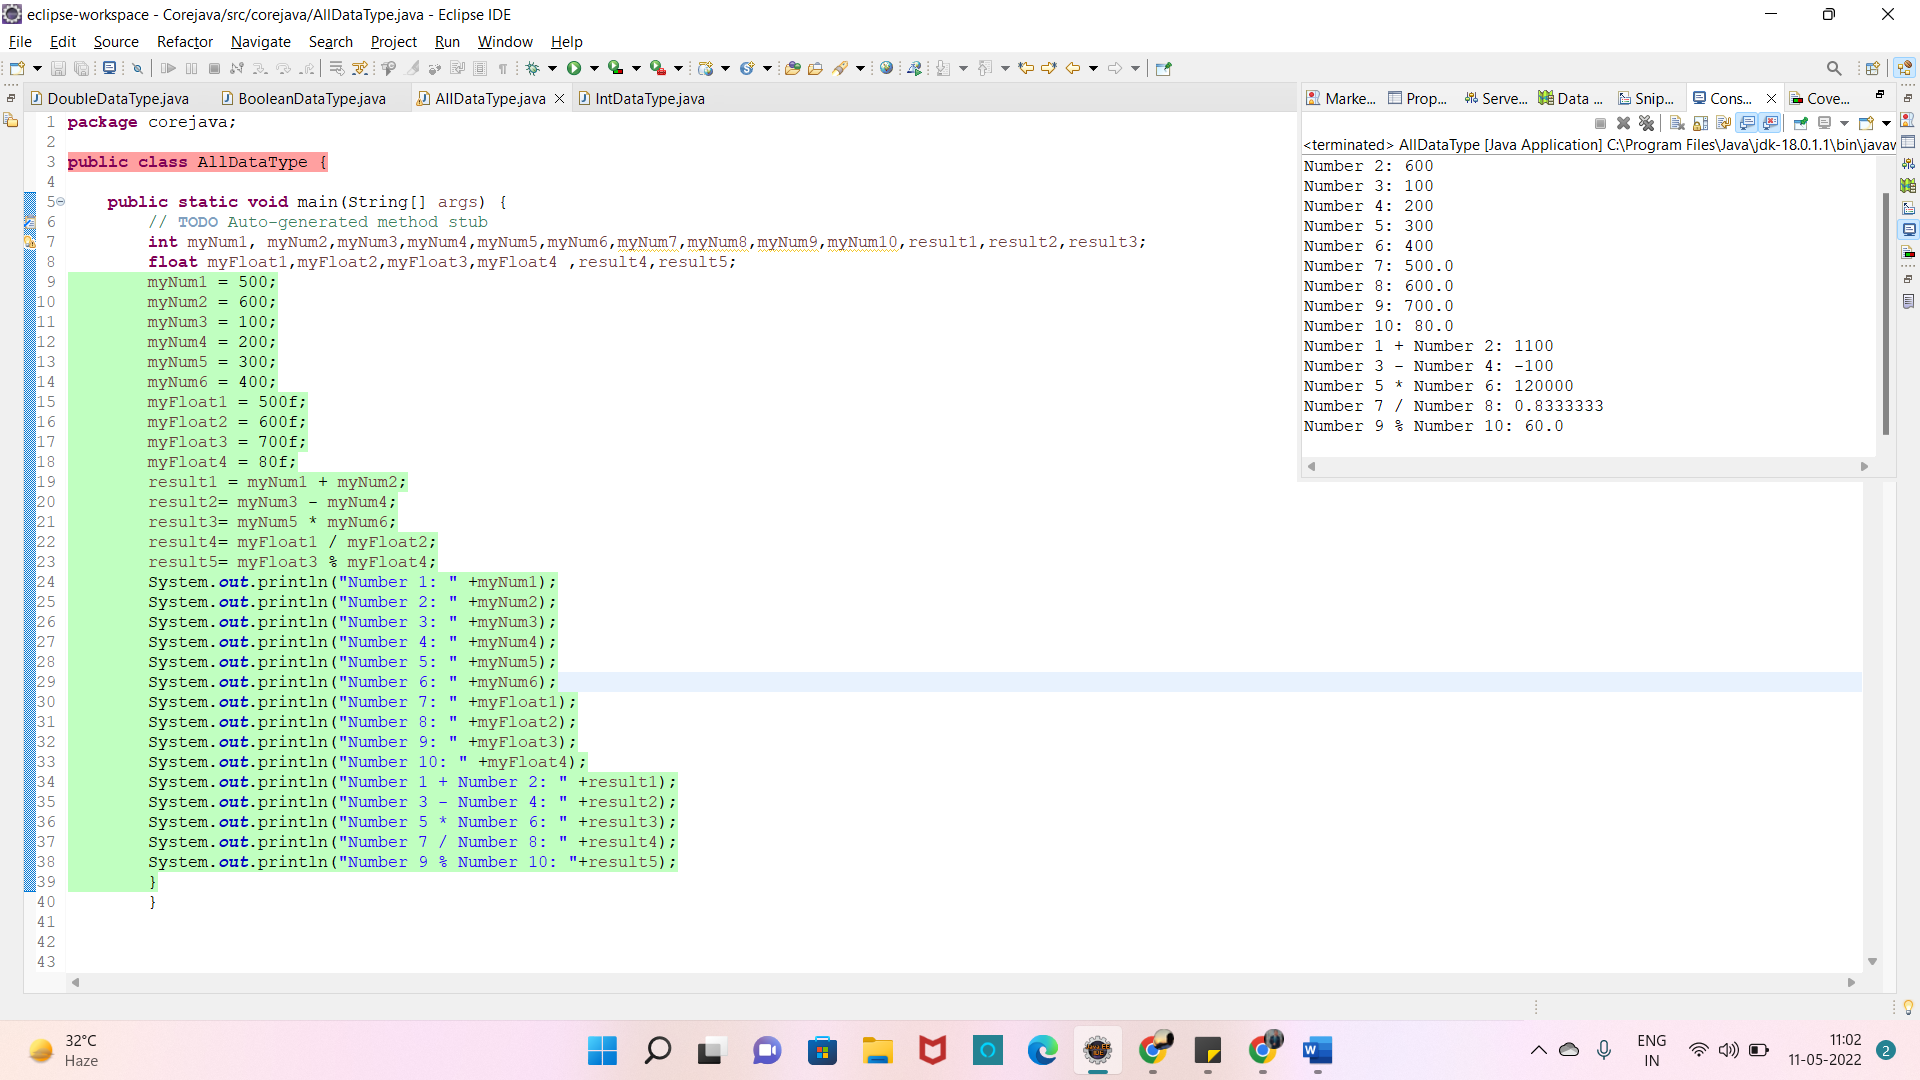 eclipse-workspace - Corejava/src/corejava/AllDataType.java - Eclipse IDE
File Edit Source Refactor Navigate Search Project Run Window Help
DoubleDataType.java BooleanDataType.java AllDataType.java IntDataType.java
1 package corejava;
2
3 public class AllDataType {
4
5 public static void main(String[] args) {
6 // TODO Auto-generated method stub
7 int myNum1, myNum2,myNum3,myNum4,myNum5,myNum6,myNum7,myNum8,myNum9,myNum10,result1,result2,result3;
8 float myFloat1,myFloat2,myFloat3,myFloat4 ,result4,result5;
9 myNum1 = 500;
10 myNum2 = 600;
11 myNum3 = 100;
12 myNum4 = 200;
13 myNum5 = 300;
14 myNum6 = 400;
15 myFloat1 = 500f;
16 myFloat2 = 600f;
17 myFloat3 = 700f;
18 myFloat4 = 80f;
19 result1 = myNum1 + myNum2;
20 result2= myNum3 - myNum4;
21 result3= myNum5 * myNum6;
22 result4= myFloat1 / myFloat2;
23 result5= myFloat3 % myFloat4;
24 System.out.println("Number 1: " +myNum1);
25 System.out.println("Number 2: " +myNum2);
26 System.out.println("Number 3: " +myNum3);
27 System.out.println("Number 4: " +myNum4);
28 System.out.println("Number 5: " +myNum5);
29 System.out.println("Number 6: " +myNum6);
30 System.out.println("Number 7: " +myFloat1);
31 System.out.println("Number 8: " +myFloat2);
32 System.out.println("Number 9: " +myFloat3);
33 System.out.println("Number 10: " +myFloat4);
34 System.out.println("Number 1 + Number 2: " +result1);
35 System.out.println("Number 3 - Number 4: " +result2);
36 System.out.println("Number 5 * Number 6: " +result3);
37 System.out.println("Number 7 / Number 8: " +result4);
38 System.out.println("Number 9 % Number 10: "+result5);
39 }
40 }
41
42
43
Marke... Prop... Serve... Data ... Snip... Cons... Cove...
<terminated> AllDataType [Java Application] C:\Program Files\Java\jdk-18.0.1.1\bin\javaw
Number 2: 600
Number 3: 100
Number 4: 200
Number 5: 300
Number 6: 400
Number 7: 500.0
Number 8: 600.0
Number 9: 700.0
Number 10: 80.0
Number 1 + Number 2: 1100
Number 3 - Number 4: -100
Number 5 * Number 6: 120000
Number 7 / Number 8: 0.8333333
Number 9 % Number 10: 60.0
32°C
Haze
ENG
IN
11:02
11-05-2022
2